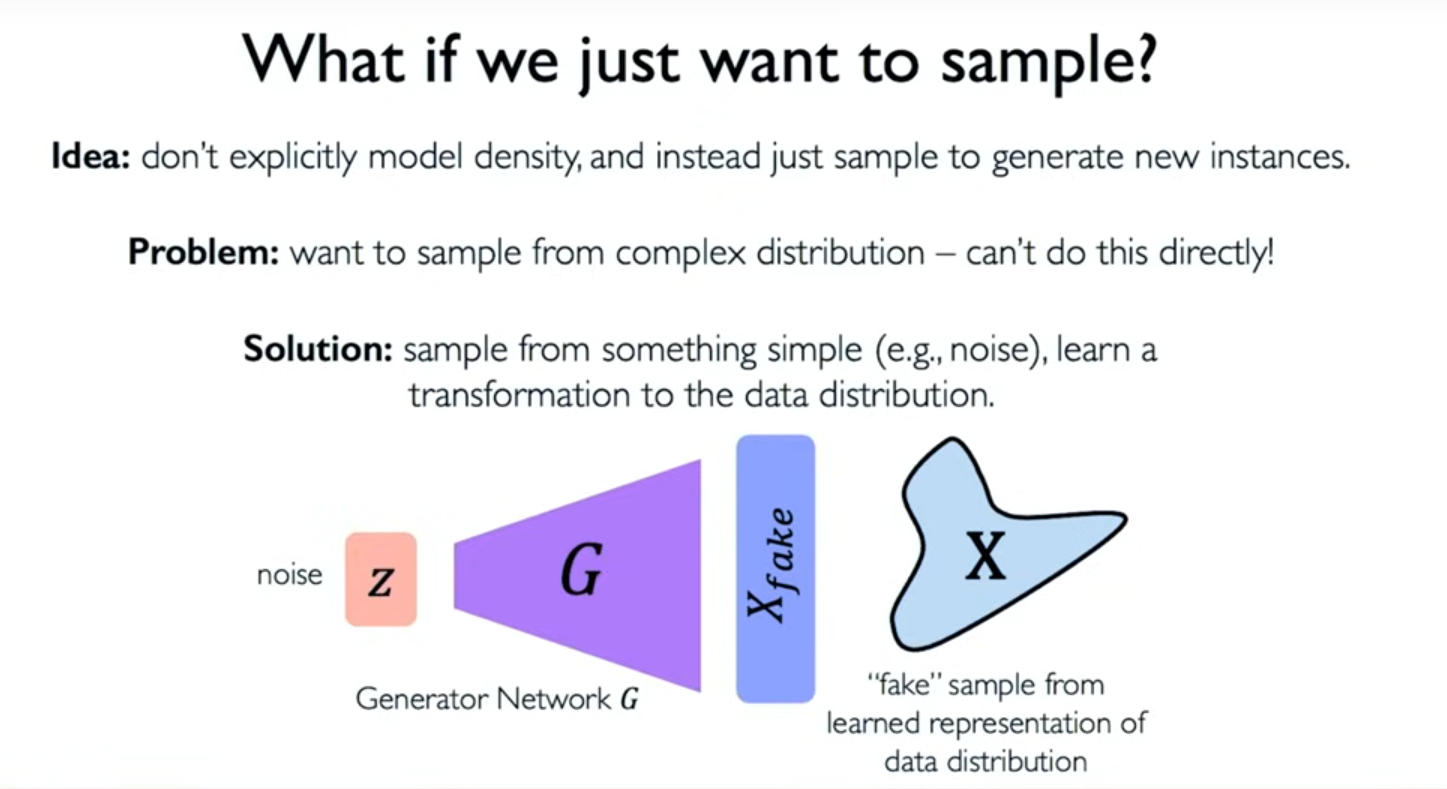 What if we just want to sample?
Idea: don't explicitly model density, and instead just sample to generate new instances.
Problem: want to sample from complex distribution – can't do this directly!
Solution: sample from something simple (e.g., noise), learn a
transformation to the data distribution.
noise
z
G
X_fake
X
Generator Network G
"fake" sample from
learned representation of
data distribution